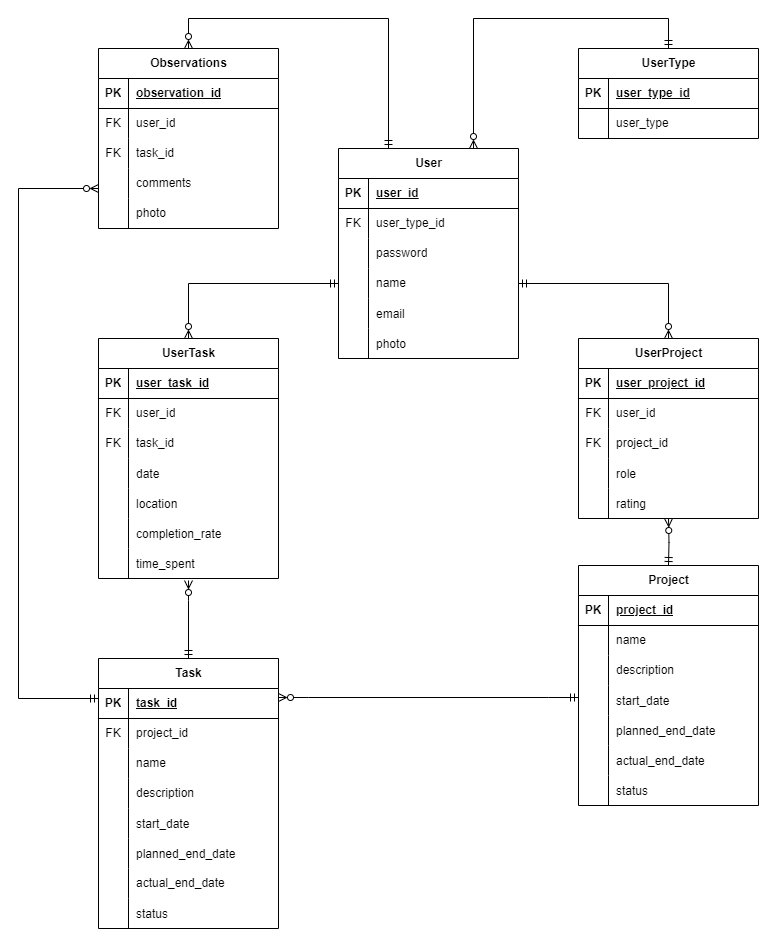 Observations
PK observation_id
FK user_id
FK task_id
comments
photo
UserType
PK user_type_id
user_type
User
PK user_id
FK user_type_id
password
name
email
photo
UserTask
PK user_task_id
FK user_id
FK task_id
date
location
completion_rate
time_spent
UserProject
PK user_project_id
FK user_id
FK project_id
role
rating
Project
PK project_id
name
description
start_date
planned_end_date
actual_end_date
status
Task
PK task_id
FK project_id
name
description
start_date
planned_end_date
actual_end_date
status